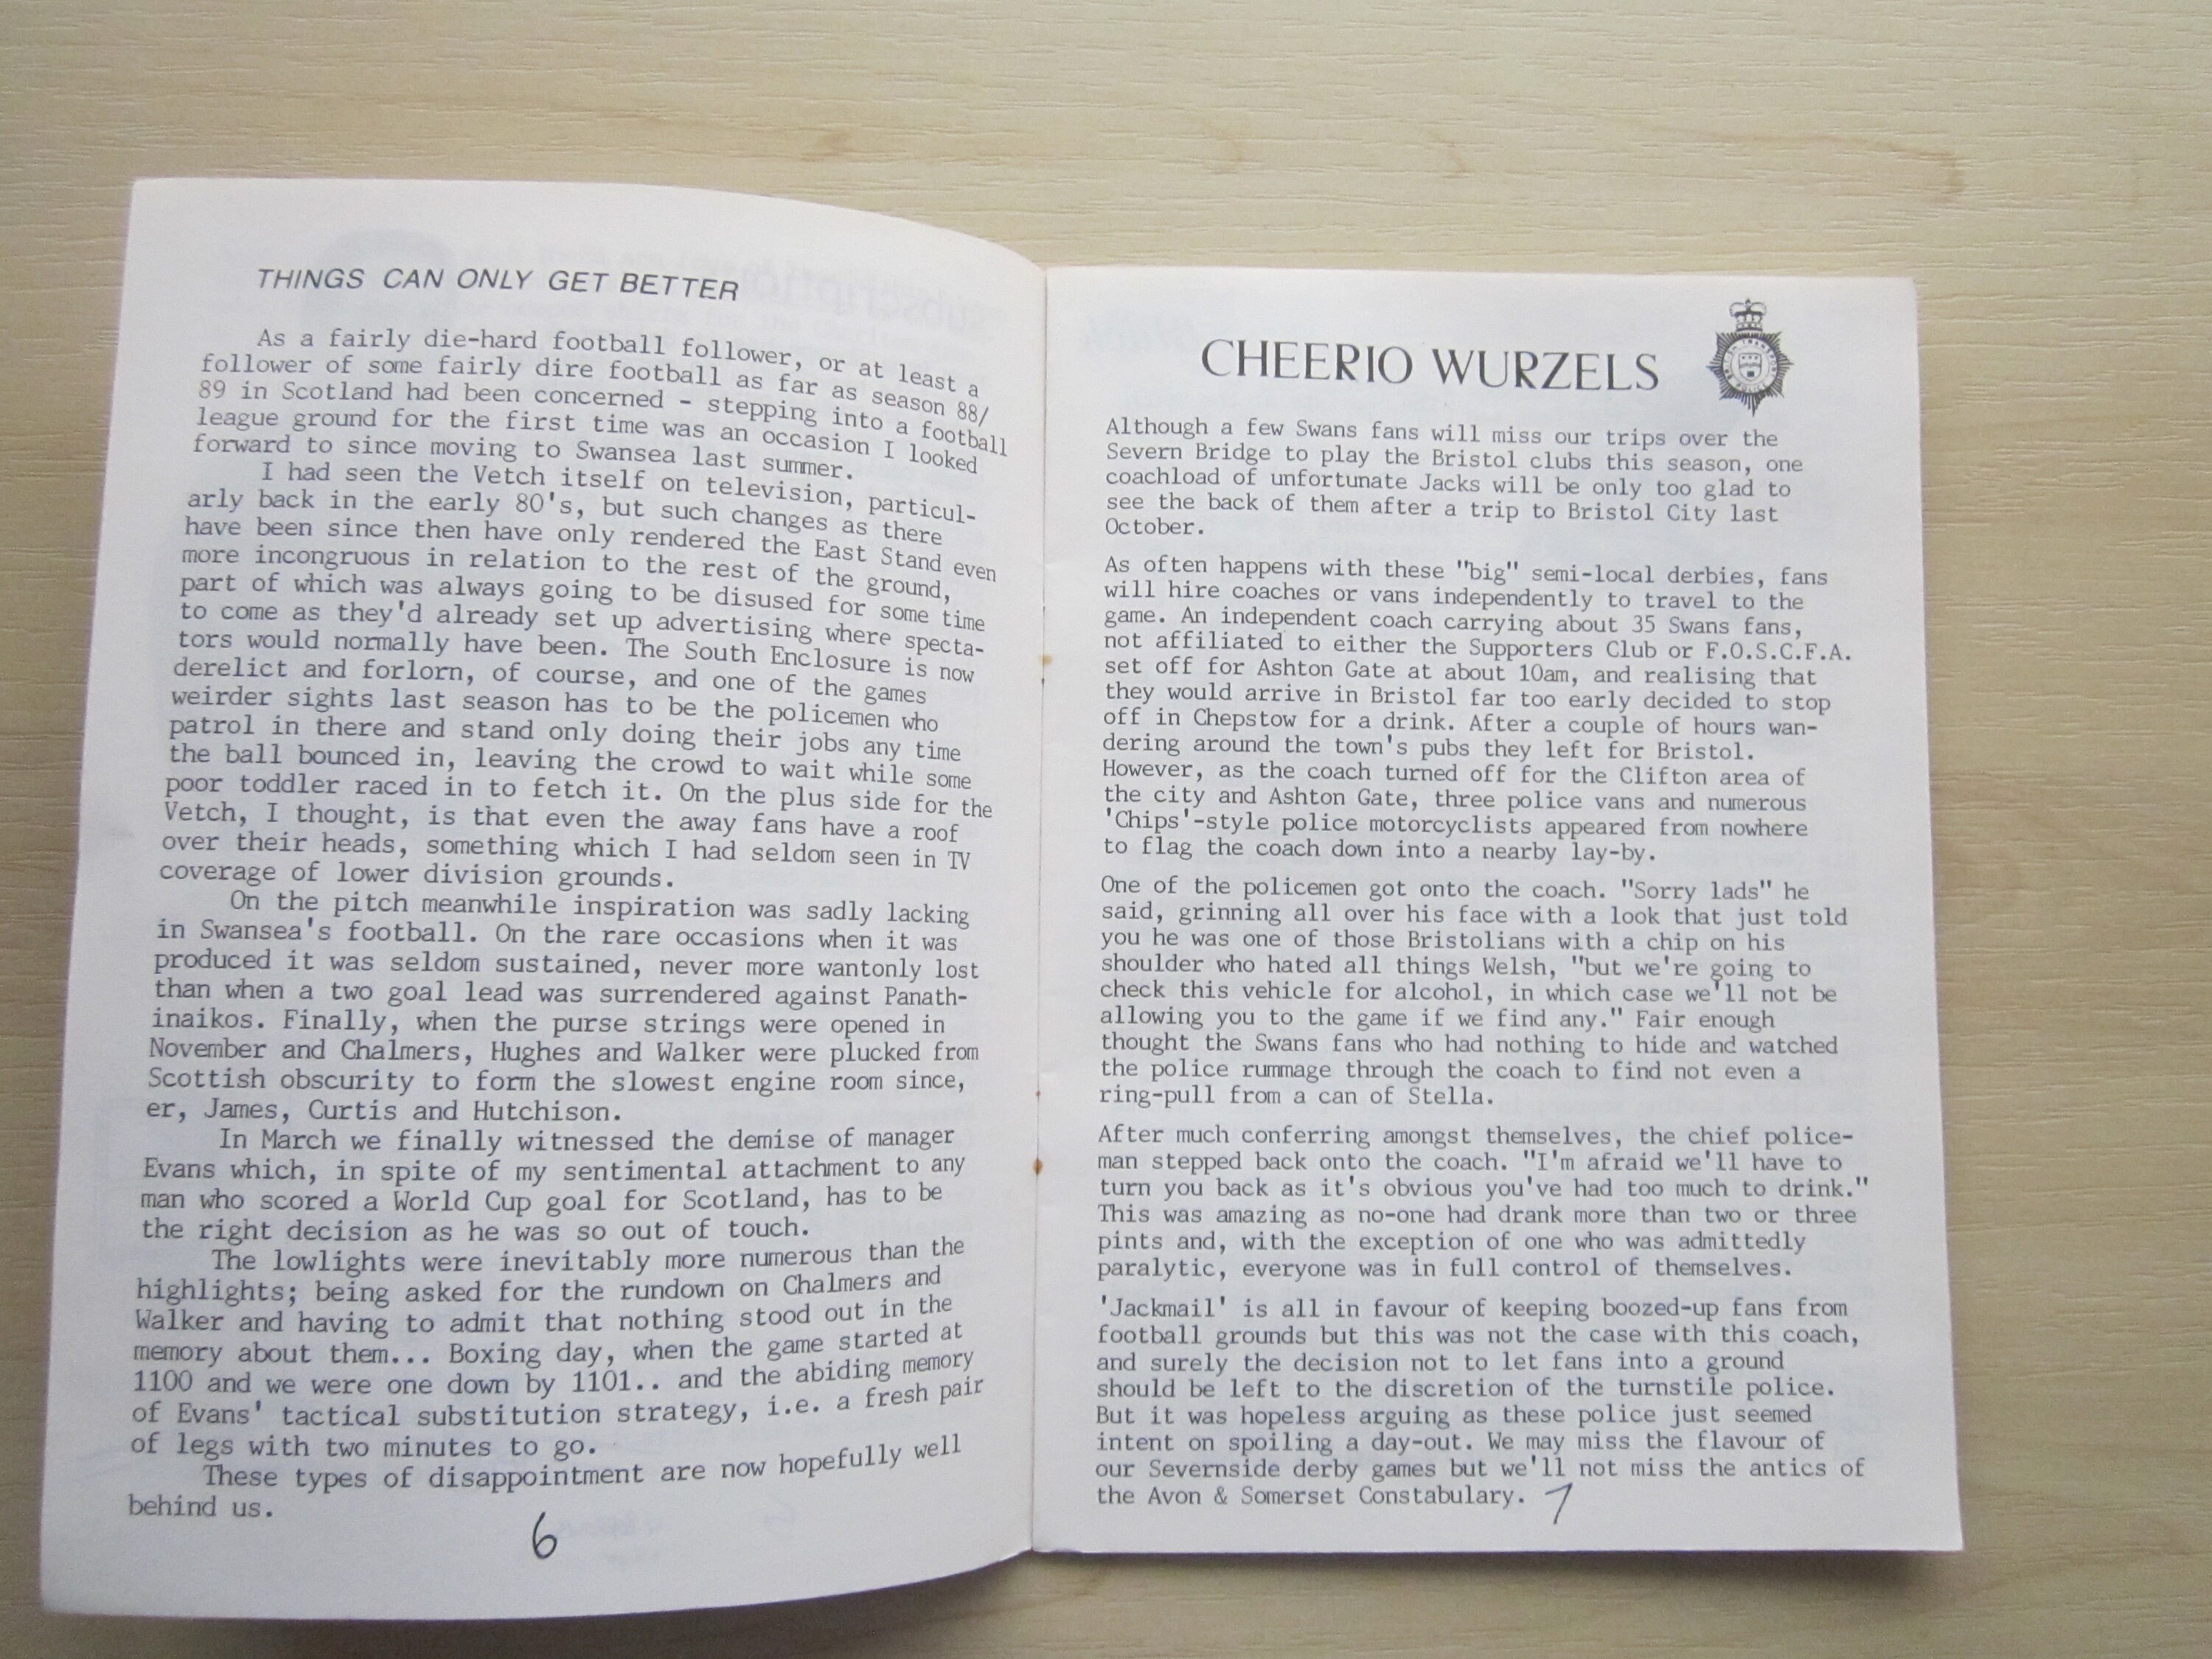 THINGS CAN ONLY GET BETTER
As a fairly die-hard football follower, or at least a
follower of some fairly dire football as far as season 88/
89 in Scotland had been concerned - stepping into a football
league ground for the first time was an occasion I looked
forward to since moving to Swansea last summer.
I had seen the Vetch itself on television, particul-
arly back in the early 80's, but such changes as there
have been since then have only rendered the East Stand even
more incongruous in relation to the rest of the ground,
part of which was always going to be disused for some time
to come as they'd already set up advertising where specta-
tors would normally have been. The South Enclosure is now
derelict and forlorn, of course, and one of the games
weirder sights last season has to be the policemen who
patrol in there and stand only doing their jobs any time
the ball bounced in, leaving the crowd to wait while some
poor toddler raced in to fetch it. On the plus side for the
Vetch, I thought, is that even the away fans have a roof
over their heads, something which I had seldom seen in TV
coverage of lower division grounds.
On the pitch meanwhile inspiration was sadly lacking
in Swansea's football. On the rare occasions when it was
produced it was seldom sustained, never more wantonly lost
than when a two goal lead was surrendered against Panath-
inaikos. Finally, when the purse strings were opened in
November and Chalmers, Hughes and Walker were plucked from
Scottish obscurity to form the slowest engine room since,
er, James, Curtis and Hutchison.
In March we finally witnessed the demise of manager
Evans which, in spite of my sentimental attachment to any
man who scored a World Cup goal for Scotland, has to be
the right decision as he was so out of touch.
The lowlights were inevitably more numerous than the
highlights; being asked for the rundown on Chalmers and
Walker and having to admit that nothing stood out in the
memory about them... Boxing day, when the game started at
1100 and we were one down by 1101.. and the abiding memory
of Evans' tactical substitution strategy, i.e. a fresh pair
of legs with two minutes to go.
These types of disappointment are now hopefully well
behind us.
6
CHEERIO WURZELS
Although a few Swans fans will miss our trips over the
Severn Bridge to play the Bristol clubs this season, one
coachload of unfortunate Jacks will be only too glad to
see the back of them after a trip to Bristol City last
October.
As often happens with these "big" semi-local derbies, fans
will hire coaches or vans independently to travel to the
game. An independent coach carrying about 35 Swans fans,
not affiliated to either the Supporters Club or F.O.S.C.F.A.
set off for Ashton Gate at about 10am, and realising that
they would arrive in Bristol far too early decided to stop
off in Chepstow for a drink. After a couple of hours wan-
dering around the town's pubs they left for Bristol.
However, as the coach turned off for the Clifton area of
the city and Ashton Gate, three police vans and numerous
'Chips'-style police motorcyclists appeared from nowhere
to flag the coach down into a nearby lay-by.
One of the policemen got onto the coach. "Sorry lads" he
said, grinning all over his face with a look that just told
you he was one of those Bristolians with a chip on his
shoulder who hated all things Welsh, "but we're going to
check this vehicle for alcohol, in which case we'll not be
allowing you to the game if we find any." Fair enough
thought the Swans fans who had nothing to hide and watched
the police rummage through the coach to find not even a
ring-pull from a can of Stella.
After much conferring amongst themselves, the chief police-
man stepped back onto the coach. "I'm afraid we'll have to
turn you back as it's obvious you've had too much to drink."
This was amazing as no-one had drank more than two or three
pints and, with the exception of one who was admittedly
paralytic, everyone was in full control of themselves.
'Jackmail' is all in favour of keeping boozed-up fans from
football grounds but this was not the case with this coach,
and surely the decision not to let fans into a ground
should be left to the discretion of the turnstile police.
But it was hopeless arguing as these police just seemed
intent on spoiling a day-out. We may miss the flavour of
our Severnside derby games but we'll not miss the antics of
the Avon & Somerset Constabulary.
7